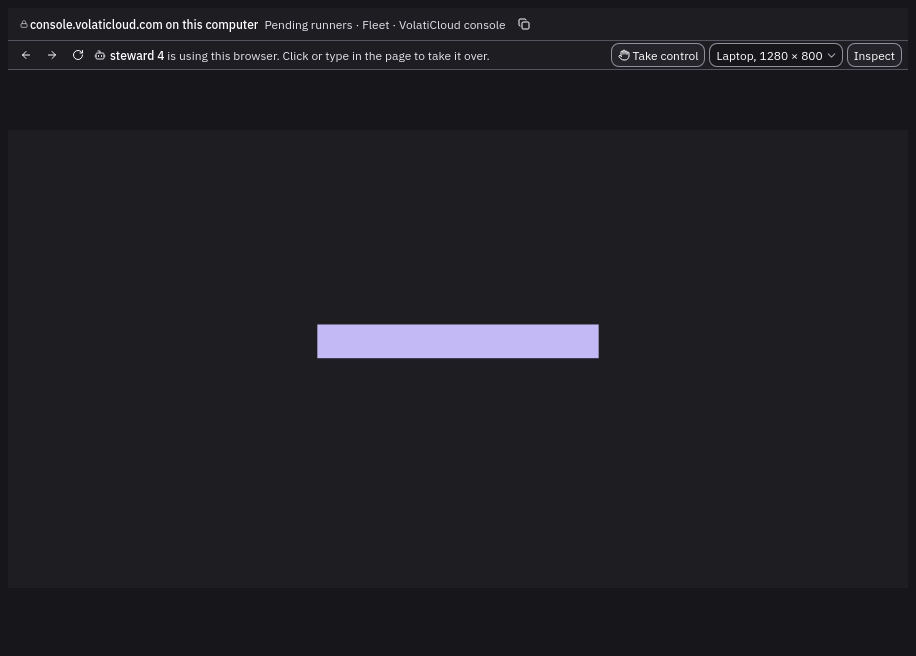 console.volaticloud.com on this computer Pending runners · Fleet · VolatiCloud console
steward 4 is using this browser. Click or type in the page to take it over. Take control Laptop, 1280 × 800 Inspect